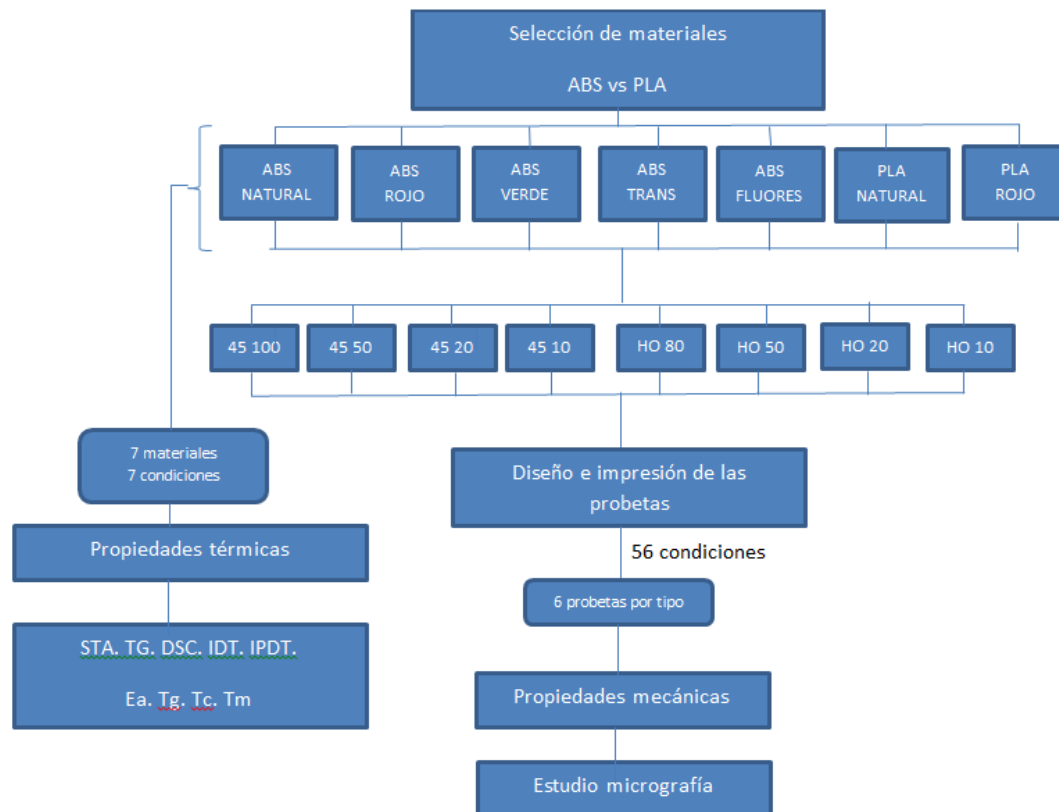 Selección de materiales
ABS vs PLA
ABS
NATURAL
ABS
ROJO
ABS
VERDE
ABS
TRANS
ABS
FLUORES
PLA
NATURAL
PLA
ROJO
45 100
45 50
45 20
45 10
HO 80
HO 50
HO 20
HO 10
7 materiales
7 condiciones
Propiedades térmicas
STA. TG. DSC. IDT. IPDT.
Ea. Tg. Tc. Tm
Diseño e impresión de las
probetas
56 condiciones
6 probetas por tipo
Propiedades mecánicas
Estudio micrografía